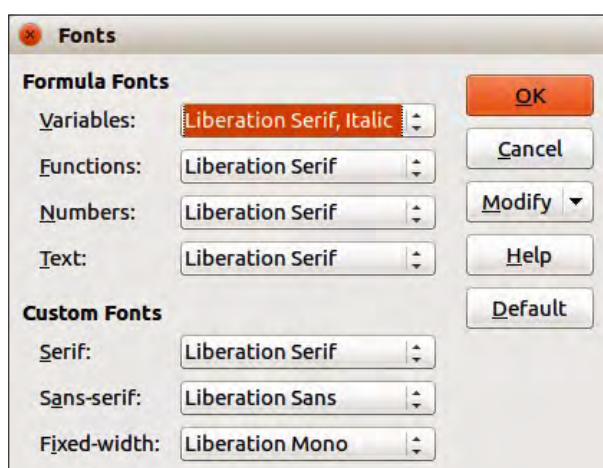 Fonts
Formula Fonts
Variables: Liberation Serif, Italic
Functions: Liberation Serif
Numbers: Liberation Serif
Text: Liberation Serif
Custom Fonts
Serif: Liberation Serif
Sans-serif: Liberation Sans
Fixed-width: Liberation Mono
OK
Cancel
Modify
Help
Default